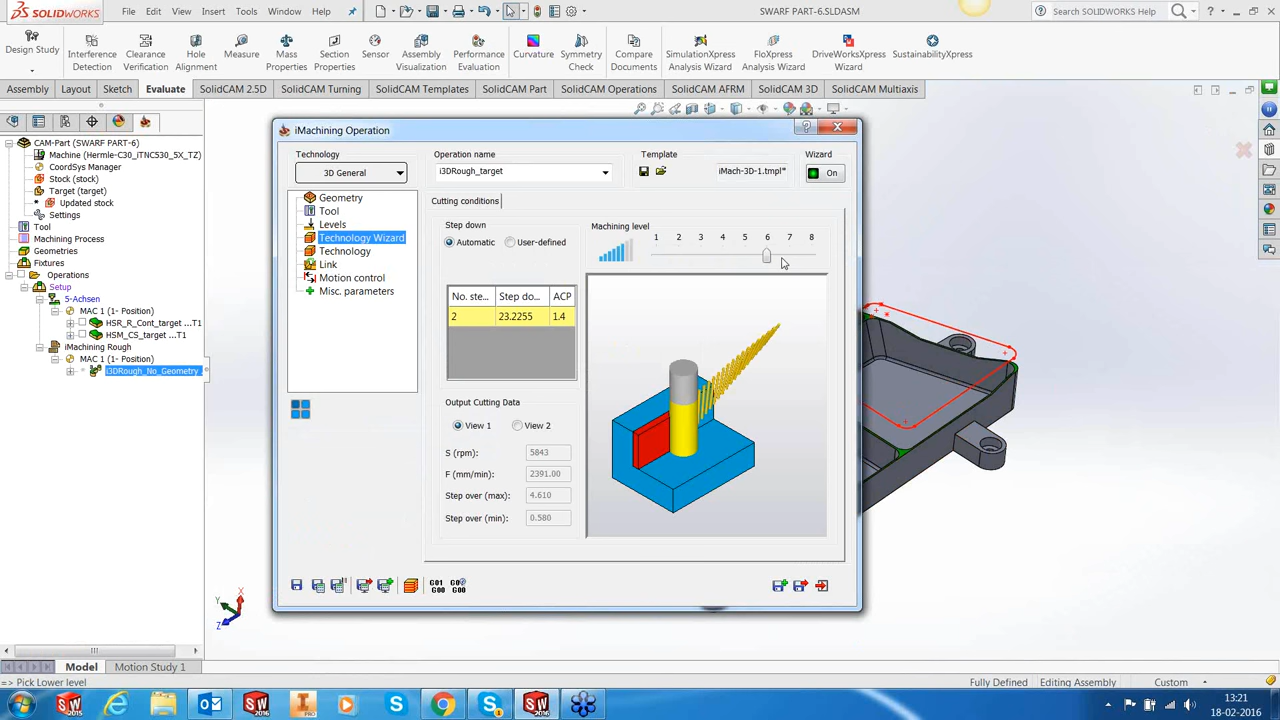 SOLIDWORKS File Edit View Insert Tools Window Help SWARF PART-6.SLDASM Search SOLIDWORKS Help
Design Study
Interference Detection
Clearance Verification
Hole Alignment
Measure
Mass Properties
Section Properties
Sensor
Assembly Visualization
Performance Evaluation
Curvature
Symmetry Check
Compare Documents
SimulationXpress Analysis Wizard
FloXpress Analysis Wizard
DriveWorksXpress Wizard
SustainabilityXpress
Assembly Layout Sketch Evaluate SolidCAM 2.5D SolidCAM Turning SolidCAM Templates SolidCAM Part SolidCAM Operations SolidCAM AFRM SolidCAM 3D SolidCAM Multiaxis
CAM-Part (SWARF PART-6)
Machine (Hermle-C30_iTNC530_5X_TZ)
CoordSys Manager
Stock (stock)
Target (target)
* Updated stock
Settings
Tool
Machining Process
Geometries
Fixtures
Operations
Setup
5-Achsen
MAC 1 (1- Position)
HSR_R_Cont_target ...T1
HSM_CS_target ...T1
iMachining Rough
MAC 1 (1- Position)
i3DRough_No_Geometry
iMachining Operation
Technology
3D General
Operation name
i3DRough_target
Template
iMach-3D-1.tmpl*
Wizard
On
Geometry
Tool
Levels
Technology Wizard
Technology
Link
Motion control
Misc. parameters
Cutting conditions
Step down
Automatic User-defined
Machining level
1 2 3 4 5 6 7 8
No. ste... Step do... ACP
2 23.2255 1.4
Output Cutting Data
View 1 View 2
S (rpm): 5843
F (mm/min): 2391.00
Step over (max): 4.610
Step over (min): 0.580
G01 G00
G0 G00
X
Y
Z
Model Motion Study 1
=> Pick Lower level Fully Defined Editing Assembly Custom
13:21
18-02-2016